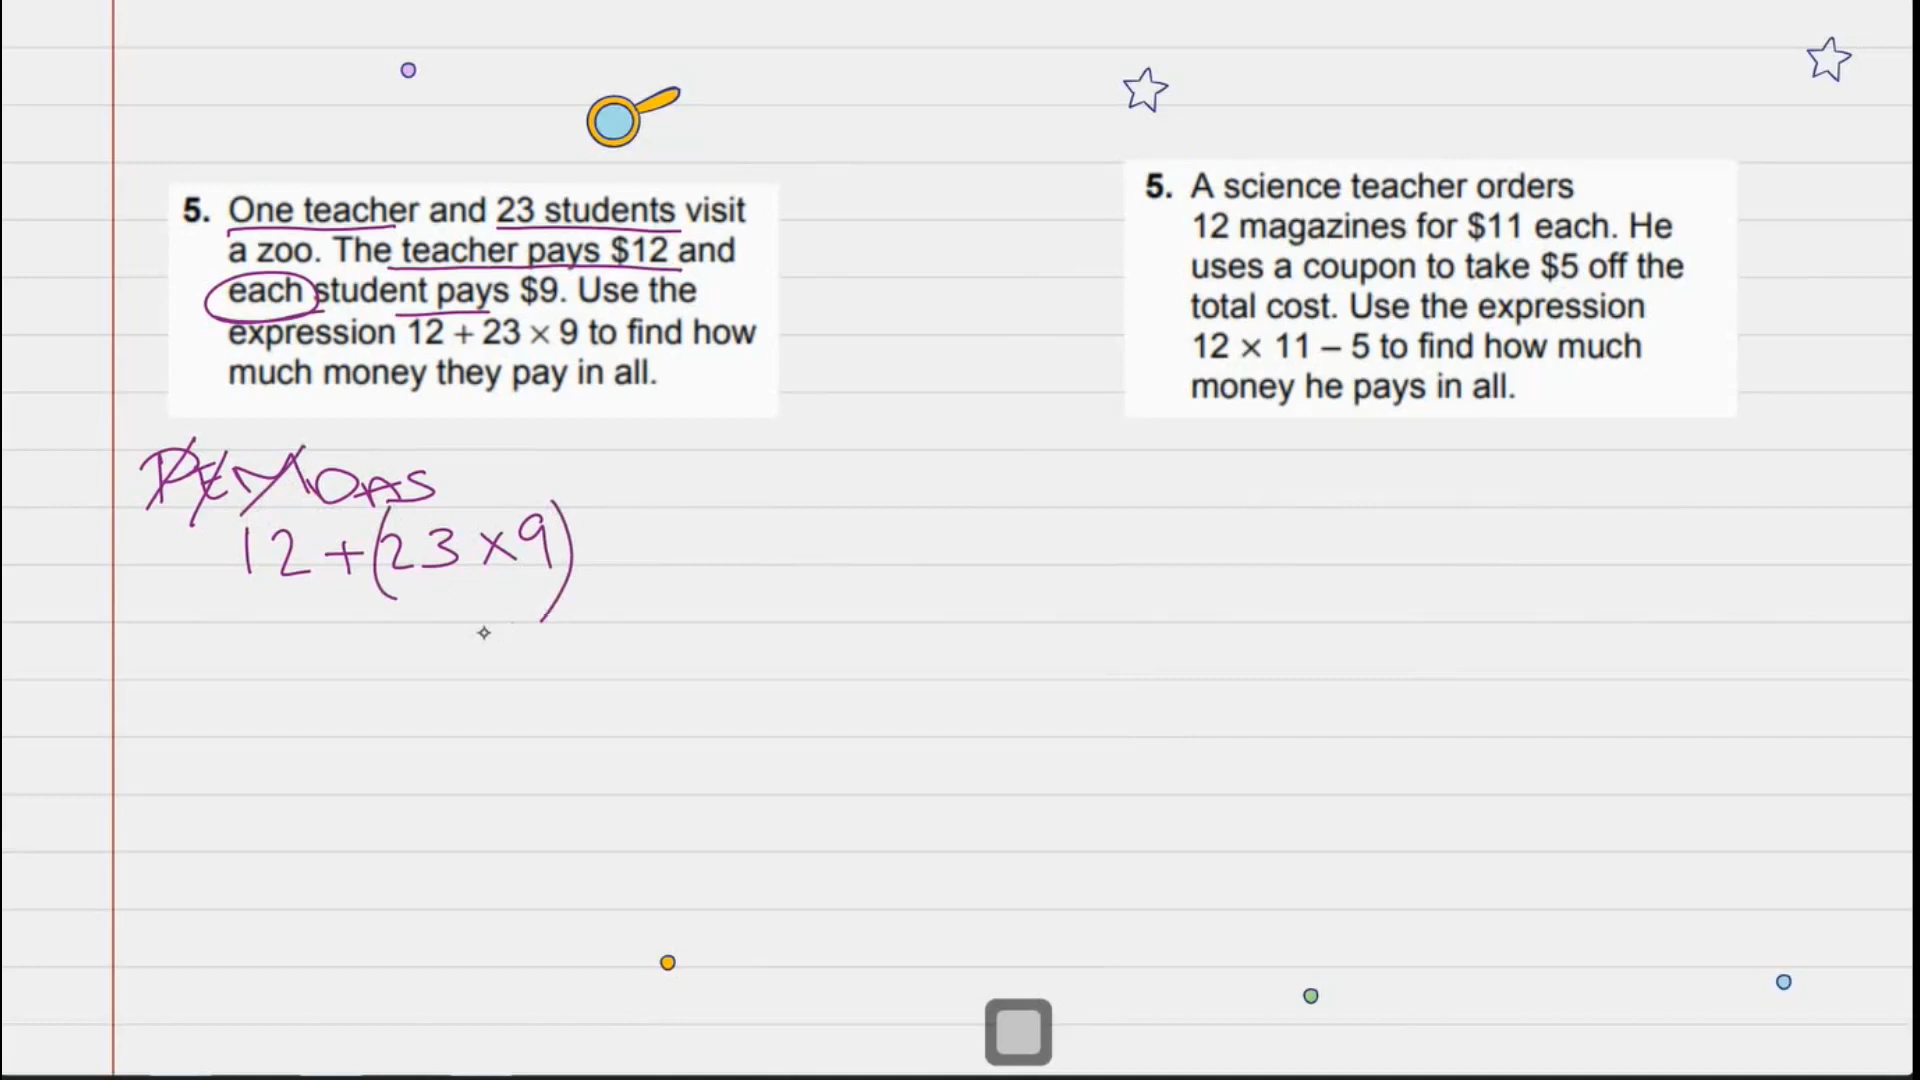 5. One teacher and 23 students visit
a zoo. The teacher pays $12 and
each student pays $9. Use the
expression 12 + 23 × 9 to find how
much money they pay in all.
PEMDAS
12+(23×9)
5. A science teacher orders
12 magazines for $11 each. He
uses a coupon to take $5 off the
total cost. Use the expression
12 × 11 – 5 to find how much
money he pays in all.